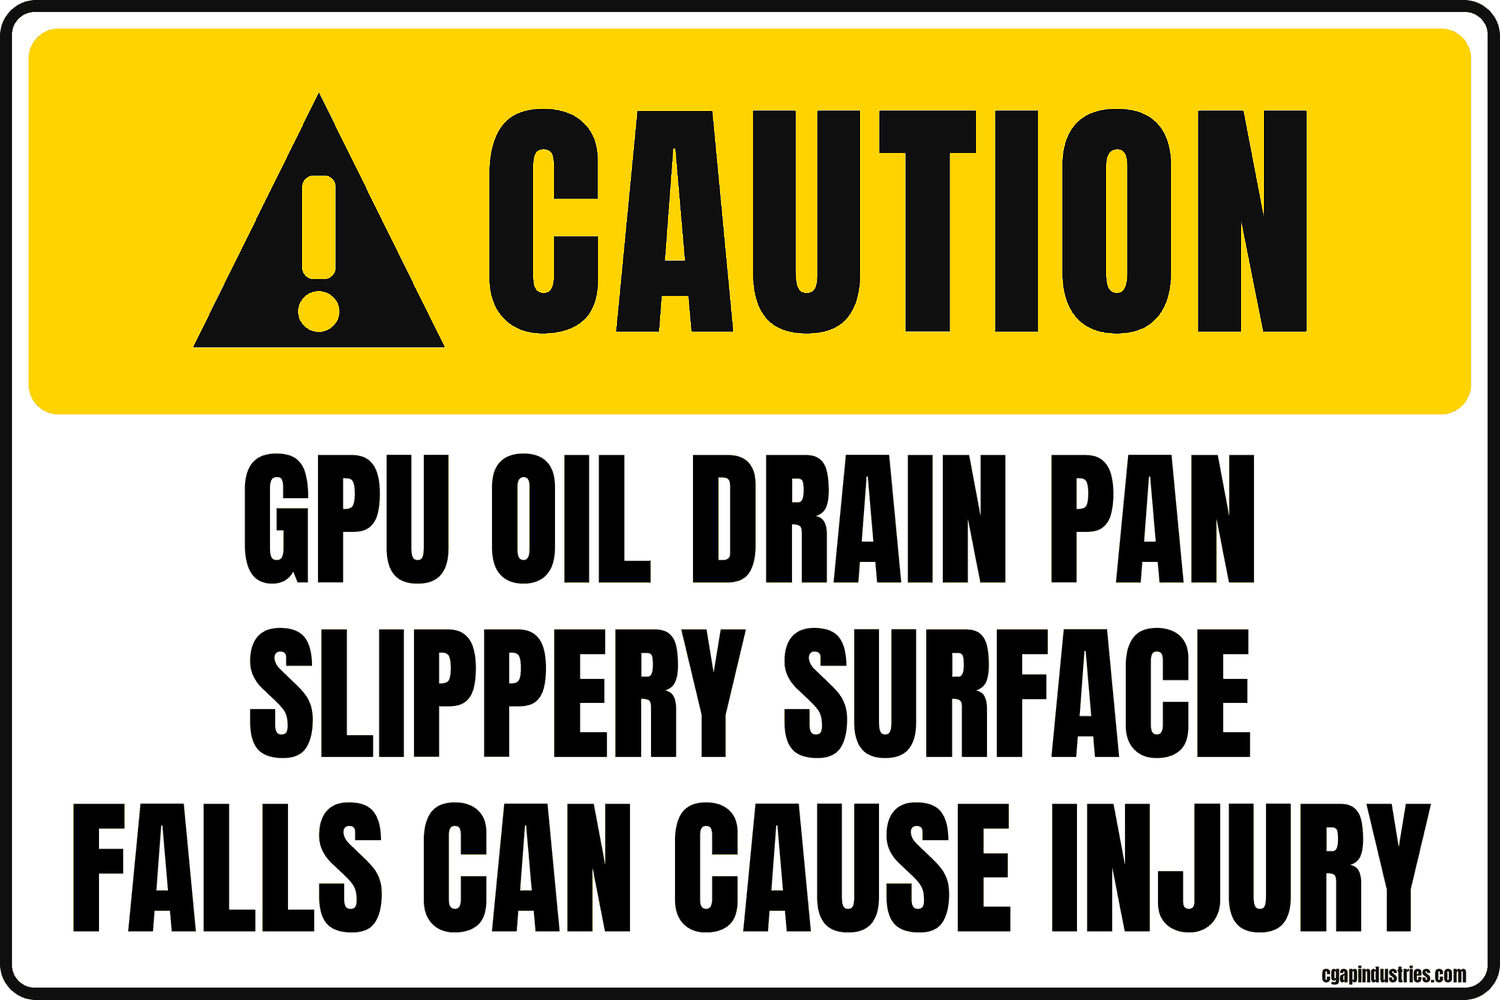 CAUTION
GPU OIL DRAIN PAN
SLIPPERY SURFACE
FALLS CAN CAUSE INJURY
cgapindustries.com